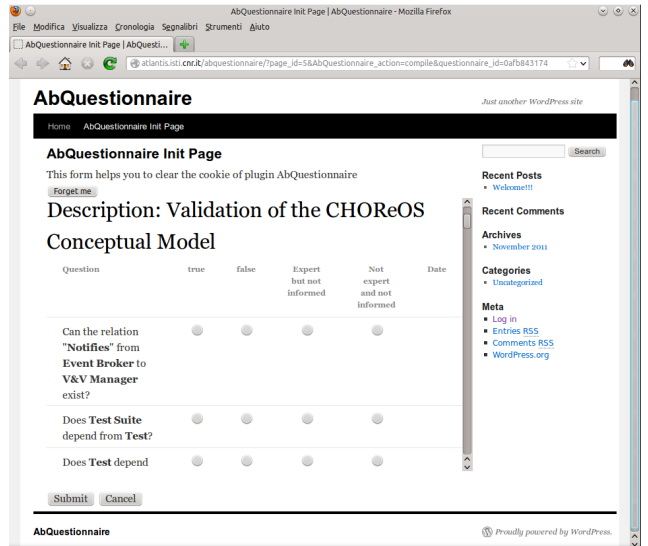 AbQuestionnaire Init Page | AbQuestionnaire - Mozilla Firefox
File Modifica Visualizza Cronologia Segnalibri Strumenti Aiuto
AbQuestionnaire Init Page | AbQuesti...
atlantis.isti.cnr.it/abquestionnaire/?page_id=5&AbQuestionnaire_action=compile&questionnaire_id=0afb843174
AbQuestionnaire
Just another WordPress site
Home AbQuestionnaire Init Page
AbQuestionnaire Init Page
This form helps you to clear the cookie of plugin AbQuestionnaire
Forget me
Description: Validation of the CHOReOS
Conceptual Model
Question true false Expert but not informed Not expert and not informed Date
Can the relation
"Notifies" from
Event Broker to
V&V Manager
exist?
Does Test Suite
depend from Test?
Does Test depend
Submit Cancel
Search
Recent Posts
Welcome!!!
Recent Comments
Archives
November 2011
Categories
Uncategorized
Meta
Log in
Entries RSS
Comments RSS
WordPress.org
AbQuestionnaire
Proudly powered by WordPress.